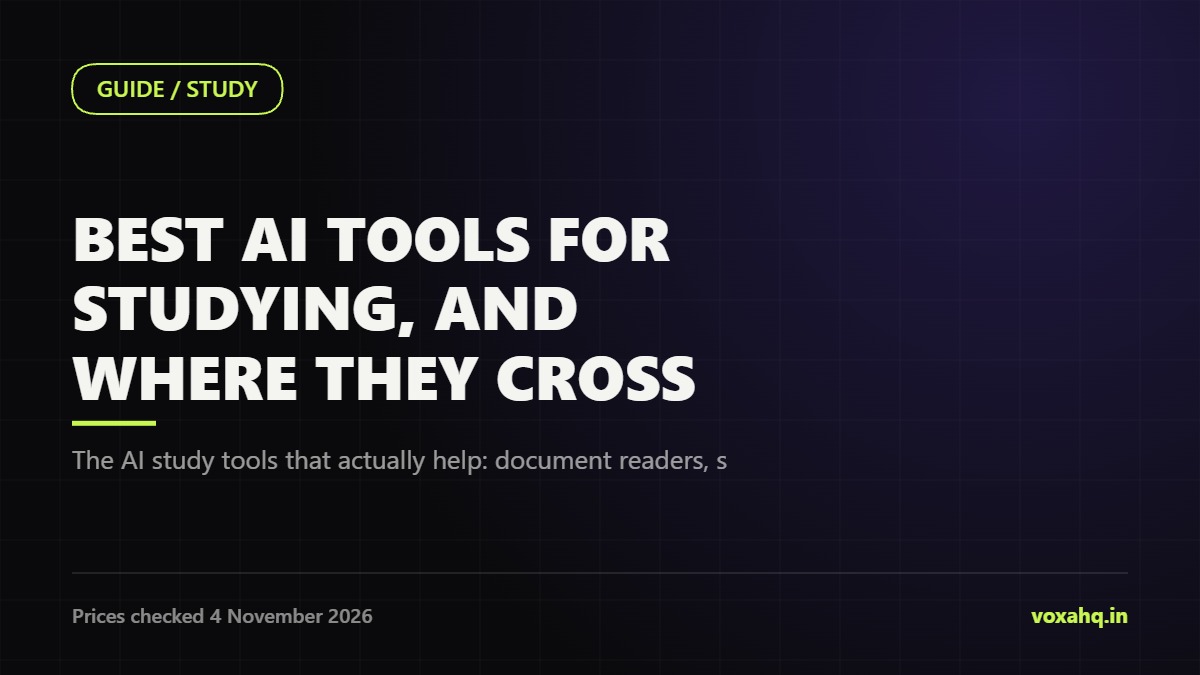 GUIDE / STUDY
BEST AI TOOLS FOR
STUDYING, AND
WHERE THEY CROSS
The AI study tools that actually help: document readers, s
Prices checked 4 November 2026
voxahq.in